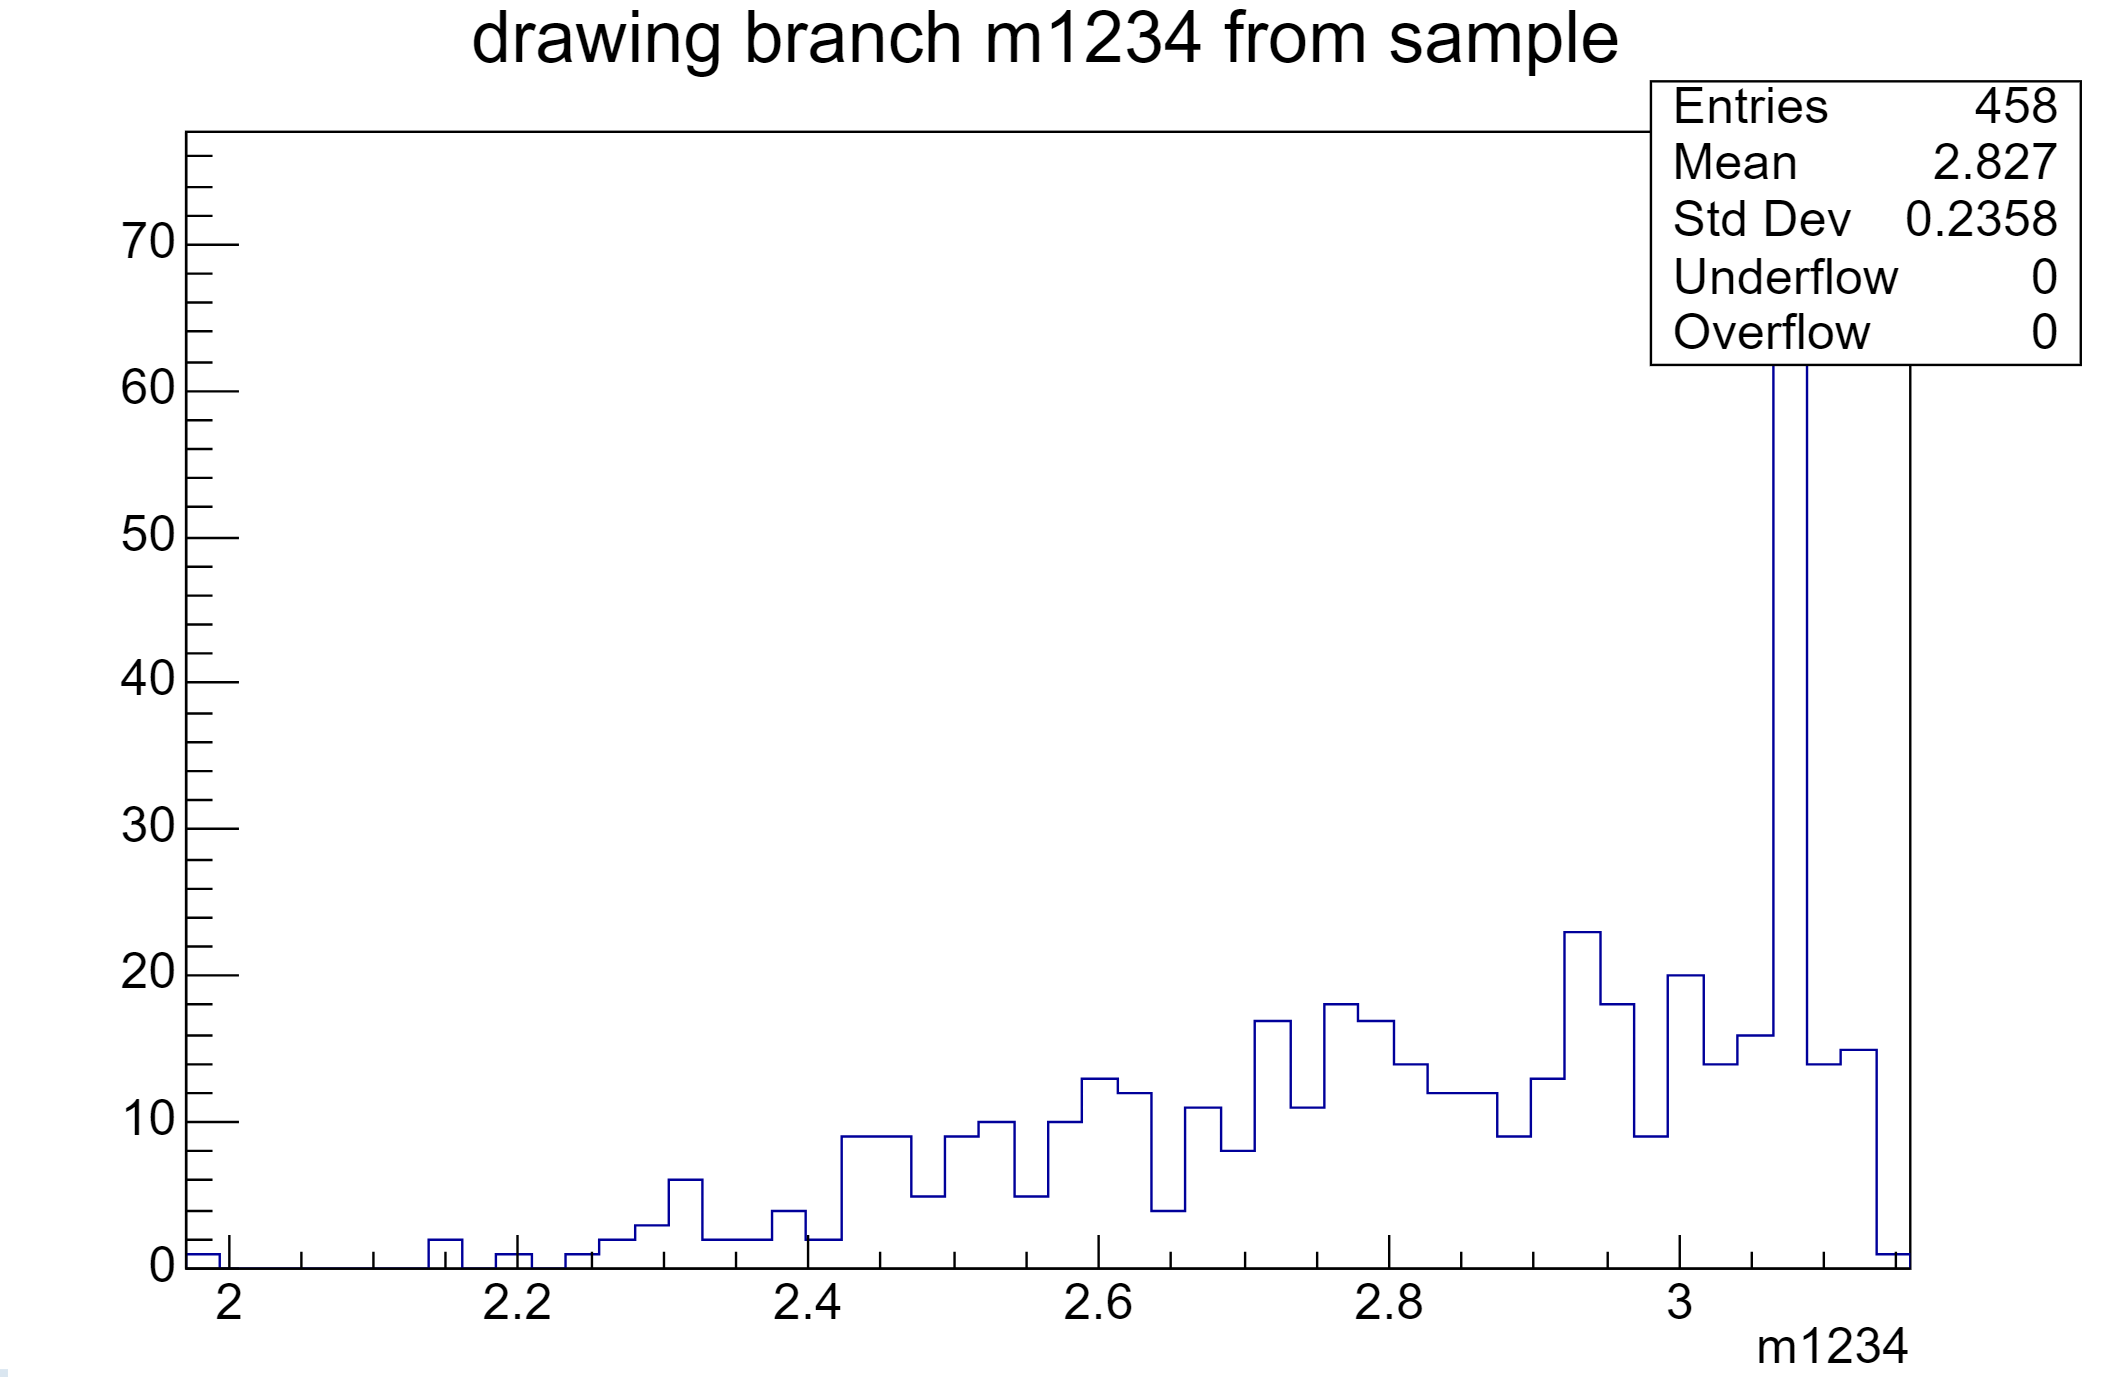 drawing branch m1234 from sample
Entries 458
Mean 2.827
Std Dev 0.2358
Underflow 0
Overflow 0
70
60
50
40
30
20
10
0
2 2.2 2.4 2.6 2.8 3
m1234